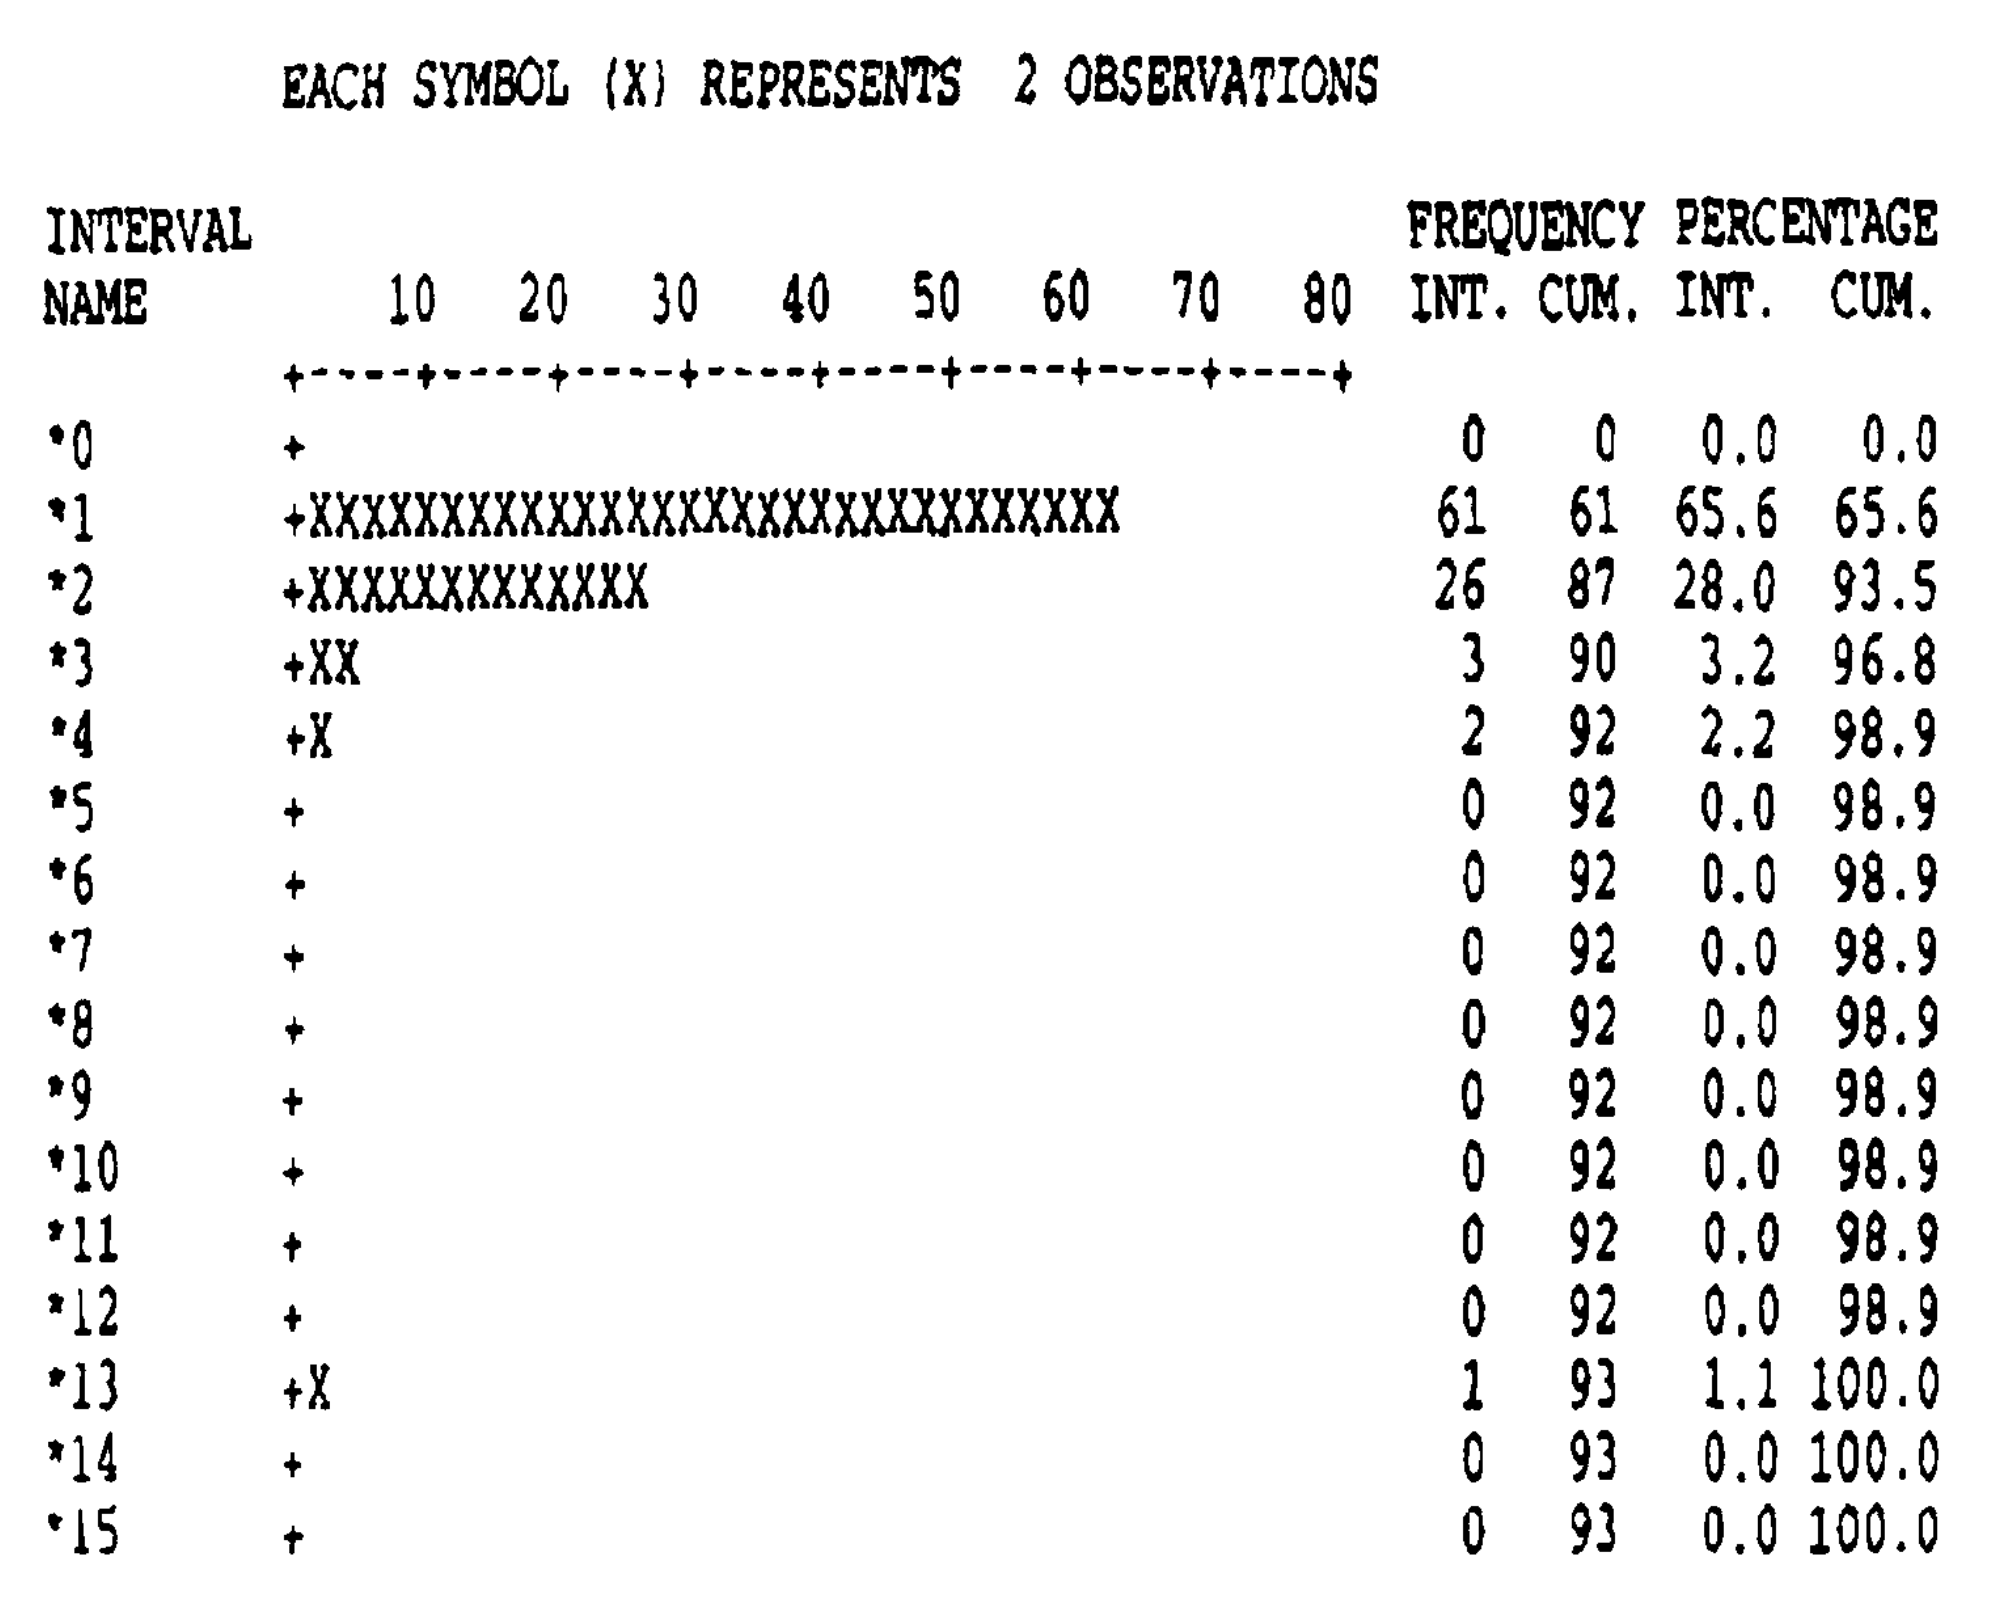 EACH SYMBOL (X) REPRESENTS 2 OBSERVATIONS
INTERVAL FREQUENCY PERCENTAGE
NAME 10 20 30 40 50 60 70 80 INT. CUM. INT. CUM.
+----+----+----+----+----+----+----+----+
*0 + 0 0 0.0 0.0
*1 +XXXXXXXXXXXXXXXXXXXXXXXXXXXXXXX 61 61 65.6 65.6
*2 +XXXXXXXXXXXXX 26 87 28.0 93.5
*3 +XX 3 90 3.2 96.8
*4 +X 2 92 2.2 98.9
*5 + 0 92 0.0 98.9
*6 + 0 92 0.0 98.9
*7 + 0 92 0.0 98.9
*8 + 0 92 0.0 98.9
*9 + 0 92 0.0 98.9
*10 + 0 92 0.0 98.9
*11 + 0 92 0.0 98.9
*12 + 0 92 0.0 98.9
*13 +X 1 93 1.1 100.0
*14 + 0 93 0.0 100.0
*15 + 0 93 0.0 100.0